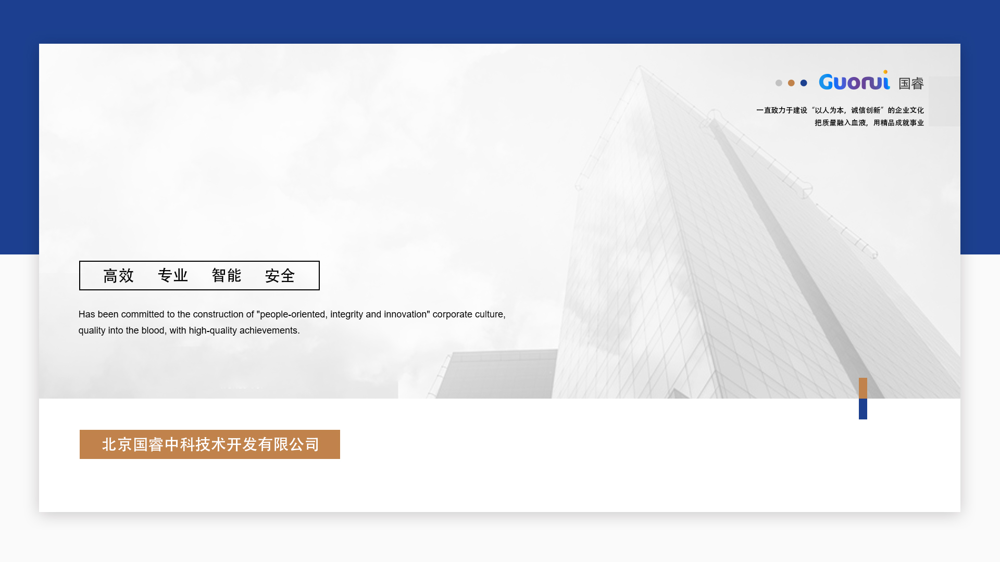 Guorui 国睿
一直致力于建设“以人为本，诚信创新”的企业文化
把质量融入血液，用精品成就事业
高效 专业 智能 安全
Has been committed to the construction of "people-oriented, integrity and innovation" corporate culture,
quality into the blood, with high-quality achievements.
北京国睿中科技术开发有限公司